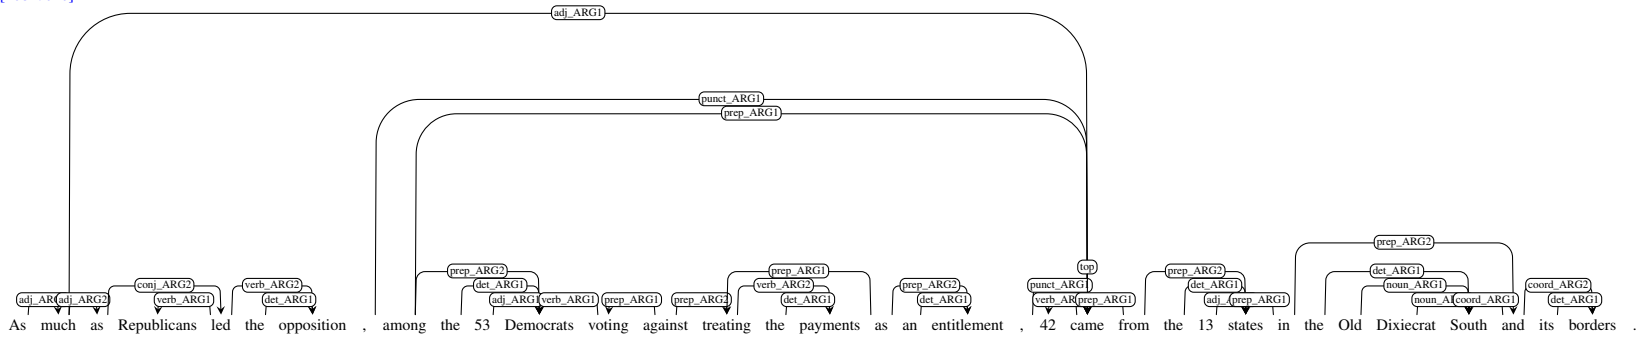 adj_ARG1
punct_ARG1
prep_ARG1
prep_ARG2
top
prep_ARG2 prep_ARG1 prep_ARG2 det_ARG1
conj_ARG2 verb_ARG2 det_ARG1 verb_ARG2 prep_ARG2 punct_ARG1 det_ARG1 noun_ARG1 coord_ARG2
adj_ARG2 verb_ARG1 det_ARG1 adj_ARG1 verb_ARG1 prep_ARG1 prep_ARG2 det_ARG1 det_ARG1 prep_ARG1 prep_ARG1 coord_ARG1 det_ARG1
As much as Republicans led the opposition , among the 53 Democrats voting against treating the payments as an entitlement , 42 came from the 13 states in the Old Dixiecrat South and its borders .